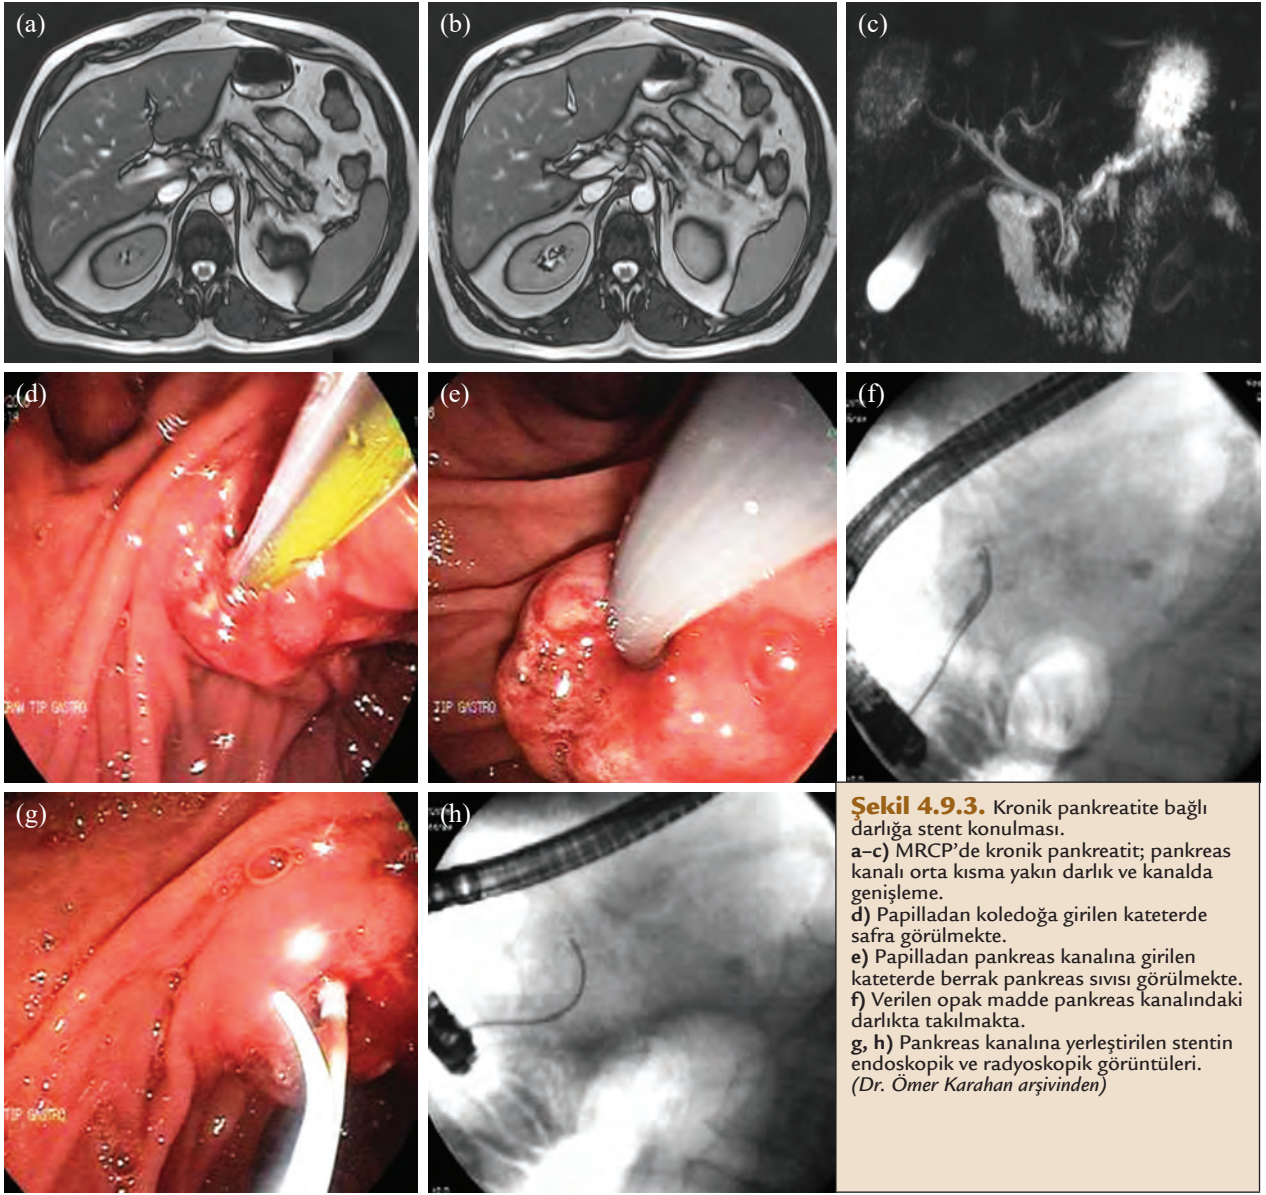 (a)
(b)
(c)
(d)
(e)
TIP GASTRO
(f)
(g)
TIP GASTRO
(h)
Şekil 4.9.3. Kronik pankreatite bağlı
darlığa stent konulması.
a–c) MRCP’de kronik pankreatit; pankreas
kanalı orta kısma yakın darlık ve kanalda
genişleme.
d) Papilladan koledoğa girilen kateterde
safra görülmekte.
e) Papilladan pankreas kanalına girilen
kateterde berrak pankreas sıvısı görülmekte.
f) Verilen opak madde pankreas kanalındaki
darlıkta takılmakta.
g, h) Pankreas kanalına yerleştirilen stentin
endoskopik ve radyoskopik görüntüleri.
(Dr. Ömer Karahan arşivinden)